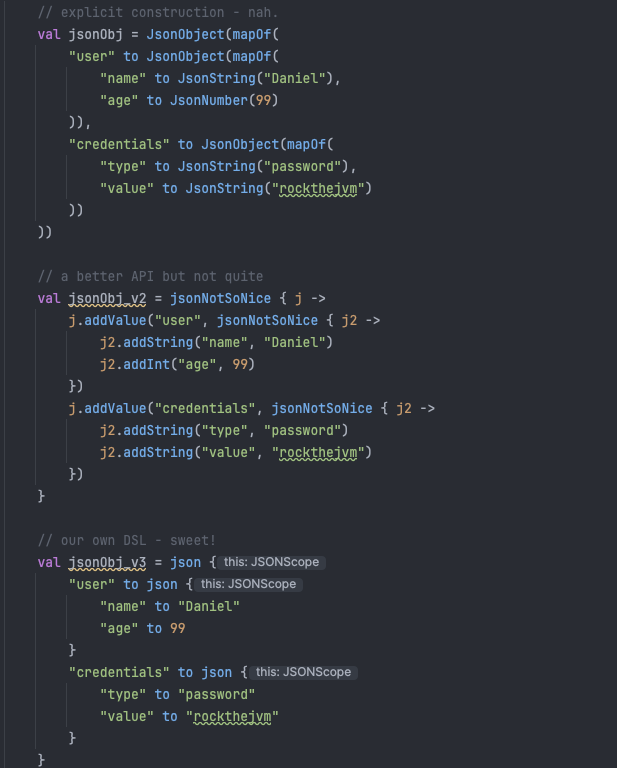 // explicit construction - nah.
val jsonObj = JsonObject(mapOf(
"user" to JsonObject(mapOf(
"name" to JsonString("Daniel"),
"age" to JsonNumber(99)
)),
"credentials" to JsonObject(mapOf(
"type" to JsonString("password"),
"value" to JsonString("rockthejvm")
))
))
// a better API but not quite
val jsonObj_v2 = jsonNotSoNice { j ->
j.addValue("user", jsonNotSoNice { j2 ->
j2.addString("name", "Daniel")
j2.addInt("age", 99)
})
j.addValue("credentials", jsonNotSoNice { j2 ->
j2.addString("type", "password")
j2.addString("value", "rockthejvm")
})
}
// our own DSL - sweet!
val jsonObj_v3 = json { this: JSONScope
"user" to json { this: JSONScope
"name" to "Daniel"
"age" to 99
}
"credentials" to json { this: JSONScope
"type" to "password"
"value" to "rockthejvm"
}
}